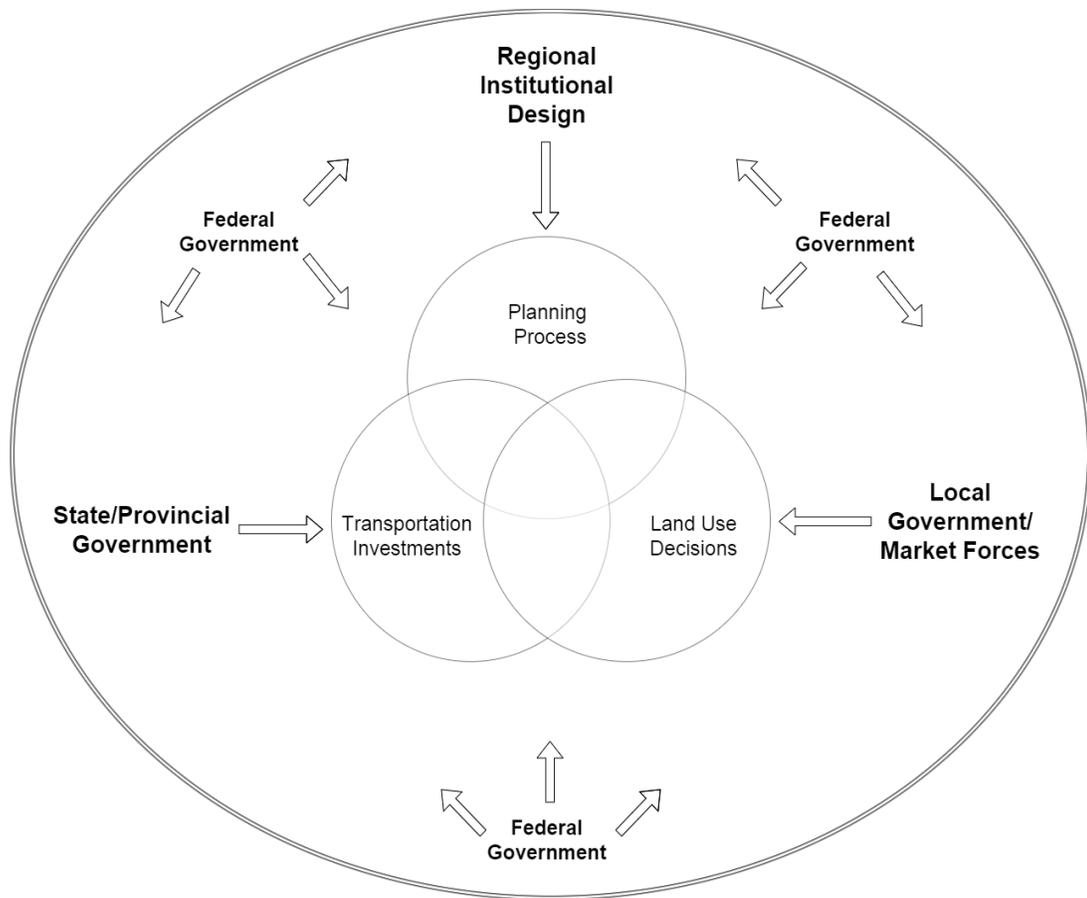 Regional
Institutional
Design
Federal
Government
Federal
Government
Planning
Process
State/Provincial
Government
Transportation
Investments
Land Use
Decisions
Local
Government/
Market Forces
Federal
Government